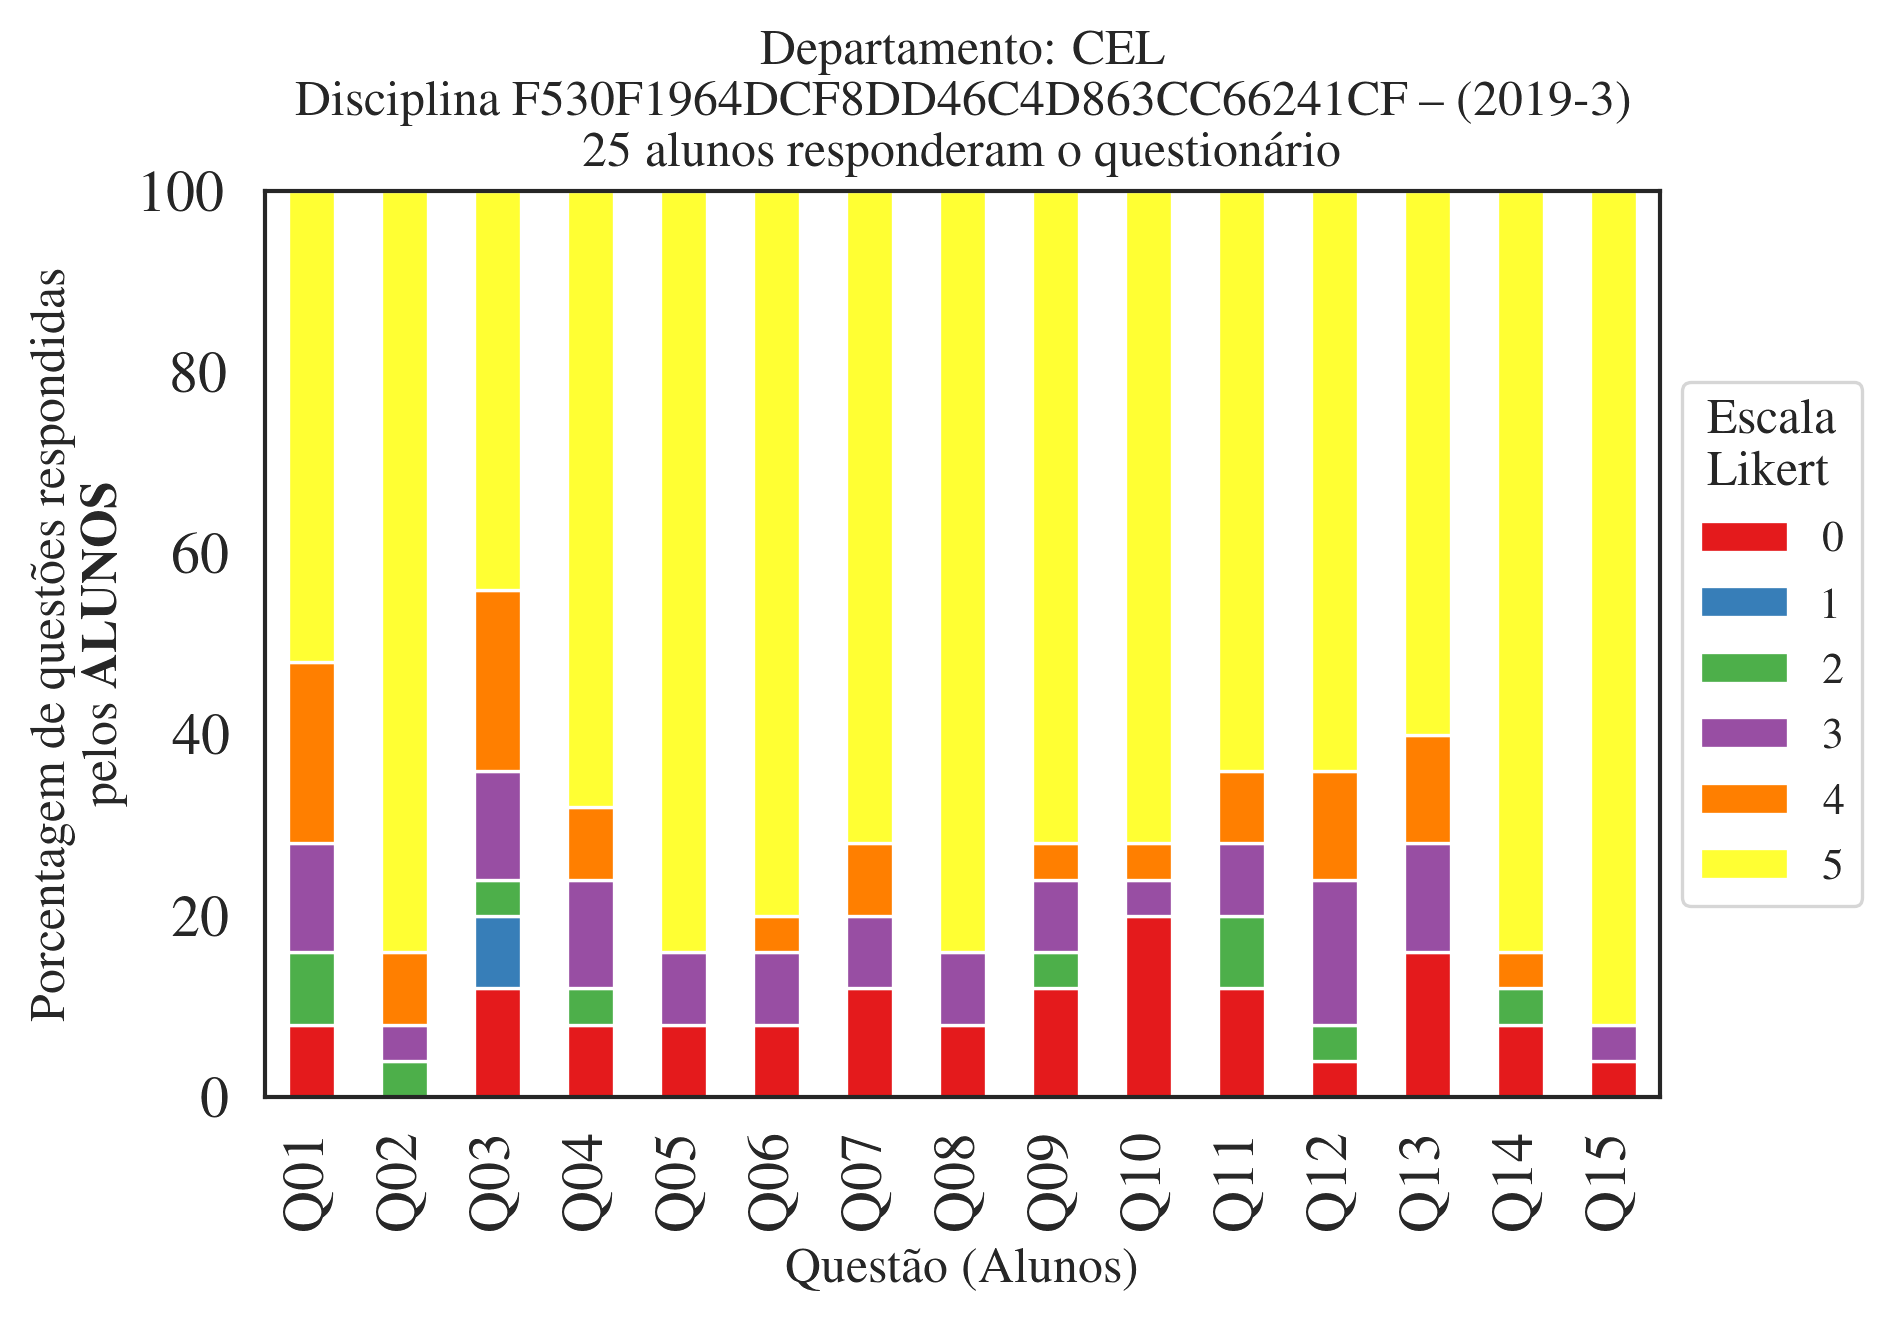 Departamento: CEL
Disciplina F530F1964DCF8DD46C4D863CC66241CF – (2019-3)
25 alunos responderam o questionário
100
80
60
40
20
0
Porcentagem de questões respondidas
pelos ALUNOS
Q01
Q02
Q03
Q04
Q05
Q06
Q07
Q08
Q09
Q10
Q11
Q12
Q13
Q14
Q15
Questão (Alunos)
Escala
Likert
0
1
2
3
4
5